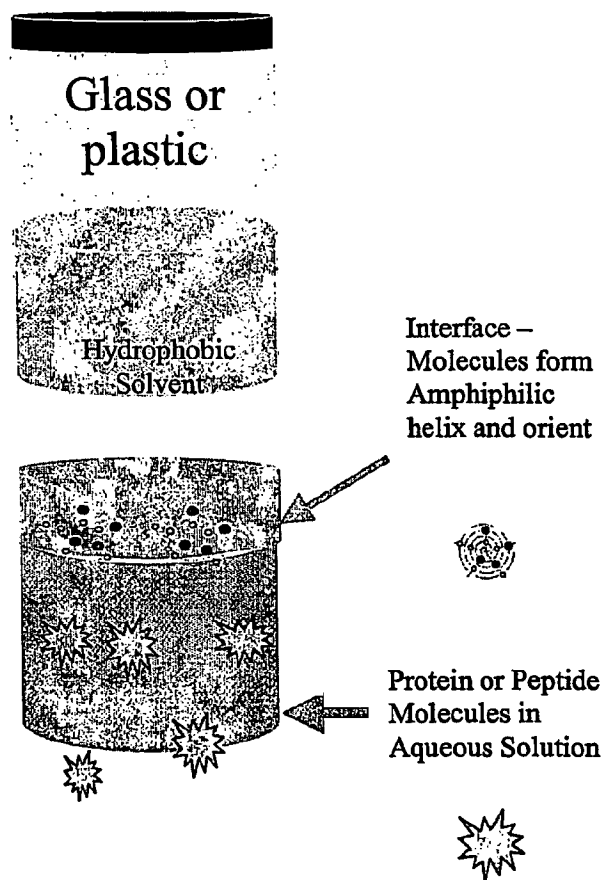 Glass or
plastic
Hydrophobic
Solvent
Interface –
Molecules form
Amphiphilic
helix and orient
Protein or Peptide
Molecules in
Aqueous Solution